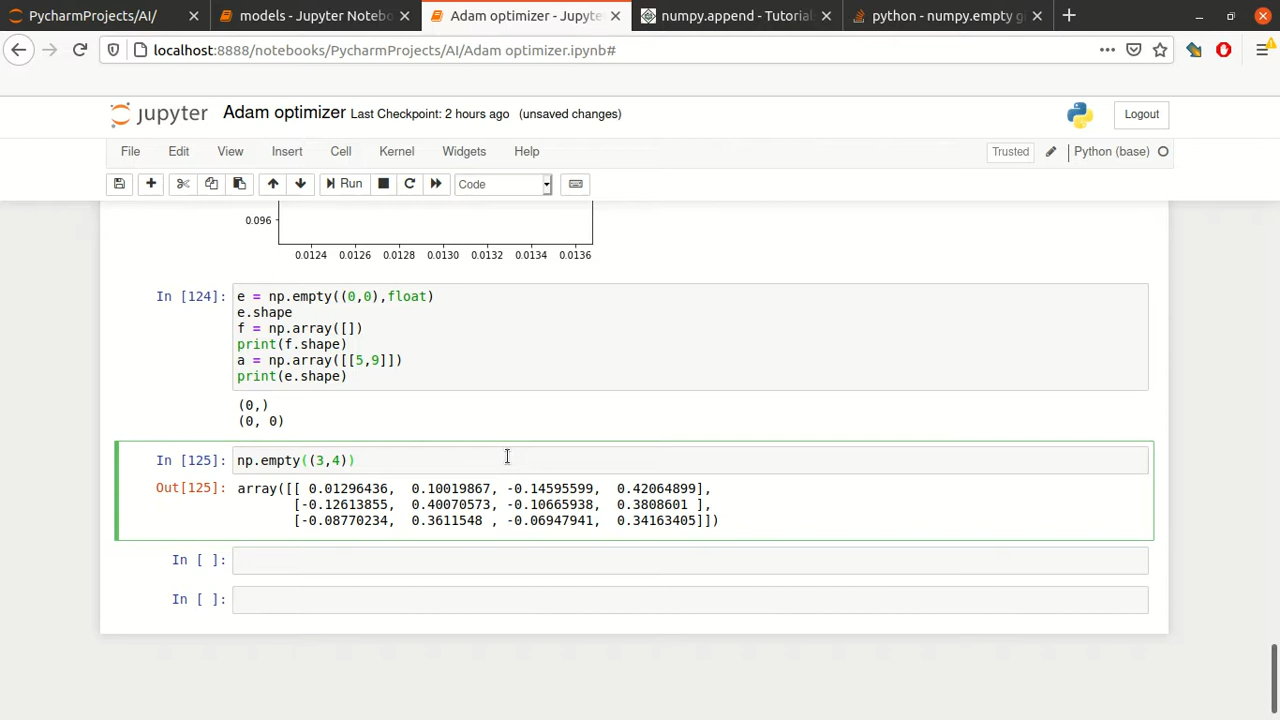 PycharmProjects/AI/
models - Jupyter Notebo
Adam optimizer - Jupyte
numpy.append - Tutorial
python - numpy.empty gi
localhost:8888/notebooks/PycharmProjects/AI/Adam optimizer.ipynb#
jupyter Adam optimizer Last Checkpoint: 2 hours ago (unsaved changes) Logout
File Edit View Insert Cell Kernel Widgets Help Trusted Python (base)
Run Code
0.096
0.0124 0.0126 0.0128 0.0130 0.0132 0.0134 0.0136
In [124]: e = np.empty((0,0),float)
e.shape
f = np.array([])
print(f.shape)
a = np.array([[5,9]])
print(e.shape)
(0,)
(0, 0)
In [125]: np.empty((3,4))
Out[125]: array([[ 0.01296436, 0.10019867, -0.14595599, 0.42064899],
[-0.12613855, 0.40070573, -0.10665938, 0.3808601 ],
[-0.08770234, 0.3611548 , -0.06947941, 0.34163405]])
In [ ]:
In [ ]: